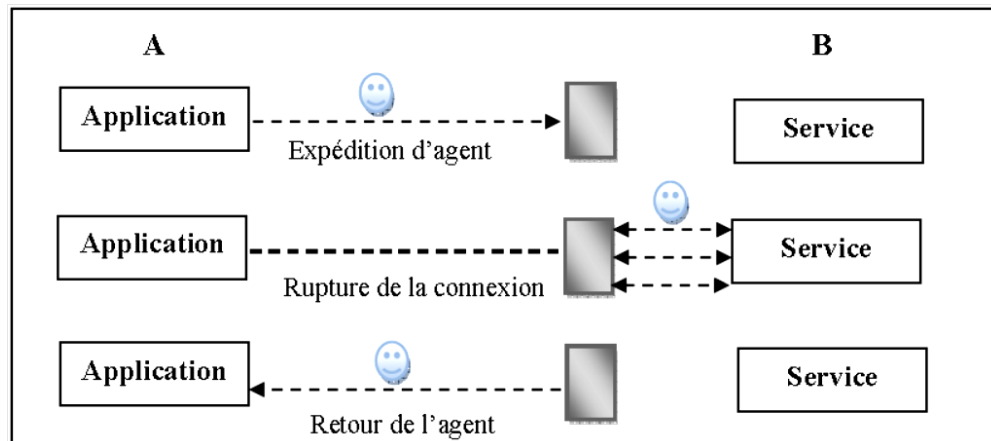 A B
Application
Expédition d'agent
Service
Application
Rupture de la connexion
Service
Application
Retour de l'agent
Service